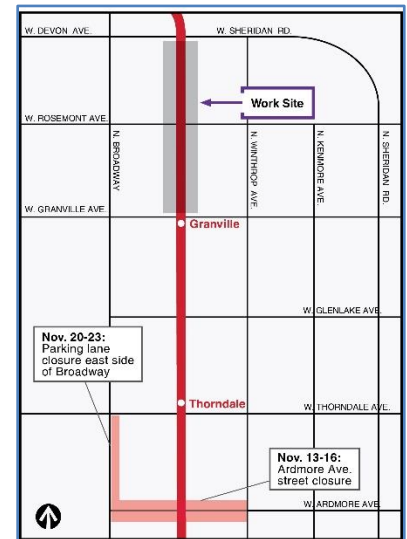 W. DEVON AVE.
W. SHERIDAN RD.
Work Site
W. ROSEMONT AVE.
N. BROADWAY
N. WINTHROP AVE.
N. KENMORE AVE.
N. SHERIDAN RD.
W. GRANVILLE AVE.
Granville
W. GLENLAKE AVE.
Nov. 20-23:
Parking lane
closure east side
of Broadway
Thorndale
W. THORNDALE AVE.
Nov. 13-16:
Ardmore Ave.
street closure
W. ARDMORE AVE.